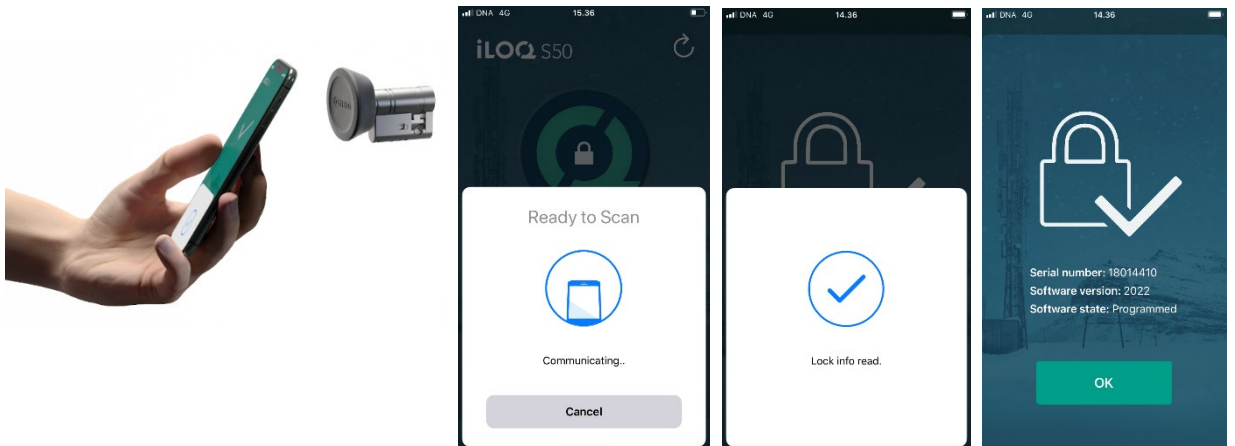 iLOQ
DNA 4G 15.36
iLOQ S50
Ready to Scan
Communicating..
Cancel
DNA 4G 14.36
Lock info read.
DNA 4G 14.36
Serial number: 18014410
Software version: 2022
Software state: Programmed
OK